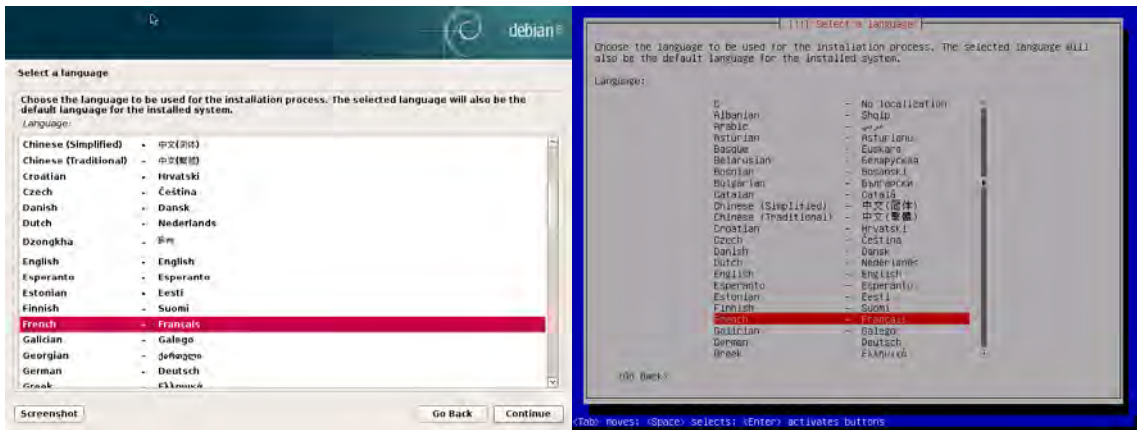 debian
Select a language
Choose the language to be used for the installation process. The selected language will also be the
default language for the installed system.
Language:
Chinese (Simplified) - 中文(简体)
Chinese (Traditional) - 中文(繁體)
Croatian - Hrvatski
Czech - Čeština
Danish - Dansk
Dutch - Nederlands
Dzongkha -
English - English
Esperanto - Esperanto
Estonian - Eesti
Finnish - Suomi
French - Français
Galician - Galego
Georgian - ქართული
German - Deutsch
Greek - Ελληνικά
Screenshot
Go Back
Continue
[!!] Select a language
Choose the language to be used for the installation process. The selected language will
also be the default language for the installed system.
Language:
C - No localization
Albanian - Shqip
Arabic - عربي
Asturian - Asturianu
Basque - Euskara
Belarusian - Беларуская
Bosnian - Bosanski
Bulgarian - Български
Catalan - Català
Chinese (Simplified) - 中文(简体)
Chinese (Traditional) - 中文(繁體)
Croatian - Hrvatski
Czech - Čeština
Danish - Dansk
Dutch - Nederlands
English - English
Esperanto - Esperanto
Estonian - Eesti
Finnish - Suomi
French - Français
Galician - Galego
German - Deutsch
Greek - Ελληνικά
<Go Back>
<Tab> moves; <Space> selects; <Enter> activates buttons